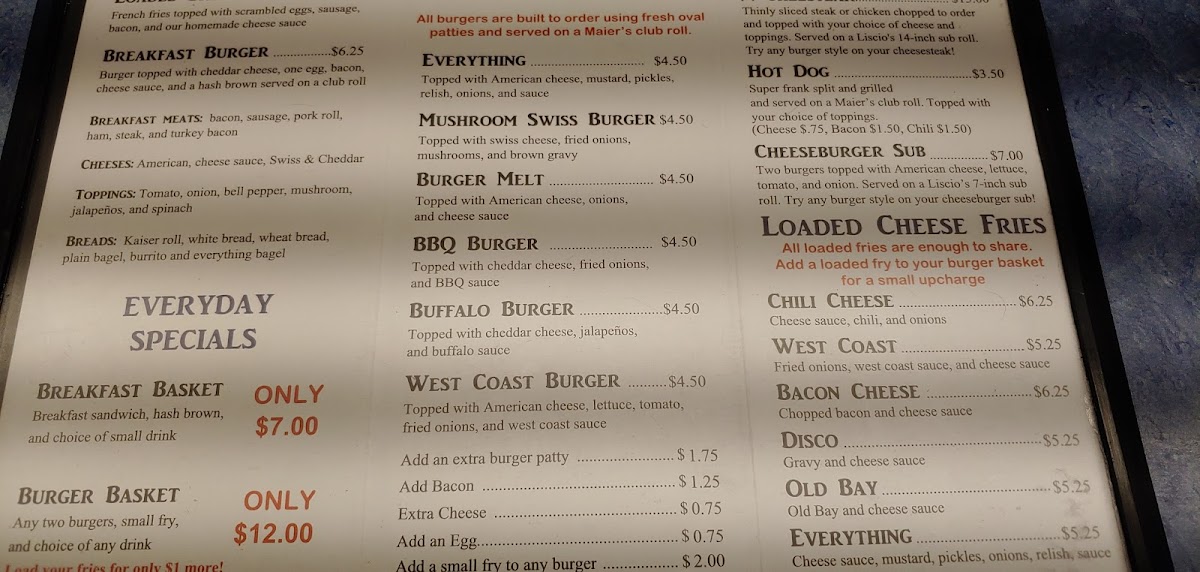 French fries topped with scrambled eggs, sausage,
bacon, and our homemade cheese sauce
BREAKFAST BURGER ..............$6.25
Burger topped with cheddar cheese, one egg, bacon,
cheese sauce, and a hash brown served on a club roll
BREAKFAST MEATS: bacon, sausage, pork roll,
ham, steak, and turkey bacon
CHEESES: American, cheese sauce, Swiss & Cheddar
TOPPINGS: Tomato, onion, bell pepper, mushroom,
jalapeños, and spinach
BREADS: Kaiser roll, white bread, wheat bread,
plain bagel, burrito and everything bagel
EVERYDAY
SPECIALS
BREAKFAST BASKET
Breakfast sandwich, hash brown,
and choice of small drink
ONLY
$7.00
BURGER BASKET
Any two burgers, small fry,
and choice of any drink
ONLY
$12.00
Load your fries for only $1 more!
All burgers are built to order using fresh oval
patties and served on a Maier's club roll.
EVERYTHING ............................. $4.50
Topped with American cheese, mustard, pickles,
relish, onions, and sauce
MUSHROOM SWISS BURGER $4.50
Topped with swiss cheese, fried onions,
mushrooms, and brown gravy
BURGER MELT .......................... $4.50
Topped with American cheese, onions,
and cheese sauce
BBQ BURGER .......................... $4.50
Topped with cheddar cheese, fried onions,
and BBQ sauce
BUFFALO BURGER .....................$4.50
Topped with cheddar cheese, jalapeños,
and buffalo sauce
WEST COAST BURGER .........$4.50
Topped with American cheese, lettuce, tomato,
fried onions, and west coast sauce
Add an extra burger patty .........................$ 1.75
Add Bacon .................................................$ 1.25
Extra Cheese ..............................................$ 0.75
Add an Egg..................................................$ 0.75
Add a small fry to any burger ...................$ 2.00
Thinly sliced steak or chicken chopped to order
and topped with your choice of cheese and
toppings. Served on a Liscio's 14-inch sub roll.
Try any burger style on your cheesesteak!
HOT DOG ...................................$3.50
Super frank split and grilled
and served on a Maier's club roll. Topped with
your choice of toppings.
(Cheese $.75, Bacon $1.50, Chili $1.50)
CHEESEBURGER SUB ...............$7.00
Two burgers topped with American cheese, lettuce,
tomato, and onion. Served on a Liscio's 7-inch sub
roll. Try any burger style on your cheeseburger sub!
LOADED CHEESE FRIES
All loaded fries are enough to share.
Add a loaded fry to your burger basket
for a small upcharge
CHILI CHEESE ..............................$6.25
Cheese sauce, chili, and onions
WEST COAST...............................$5.25
Fried onions, west coast sauce, and cheese sauce
BACON CHEESE ..........................$6.25
Chopped bacon and cheese sauce
DISCO ...........................................$5.25
Gravy and cheese sauce
OLD BAY .....................................$5.25
Old Bay and cheese sauce
EVERYTHING...............................$5.25
Cheese sauce, mustard, pickles, onions, relish, sauce